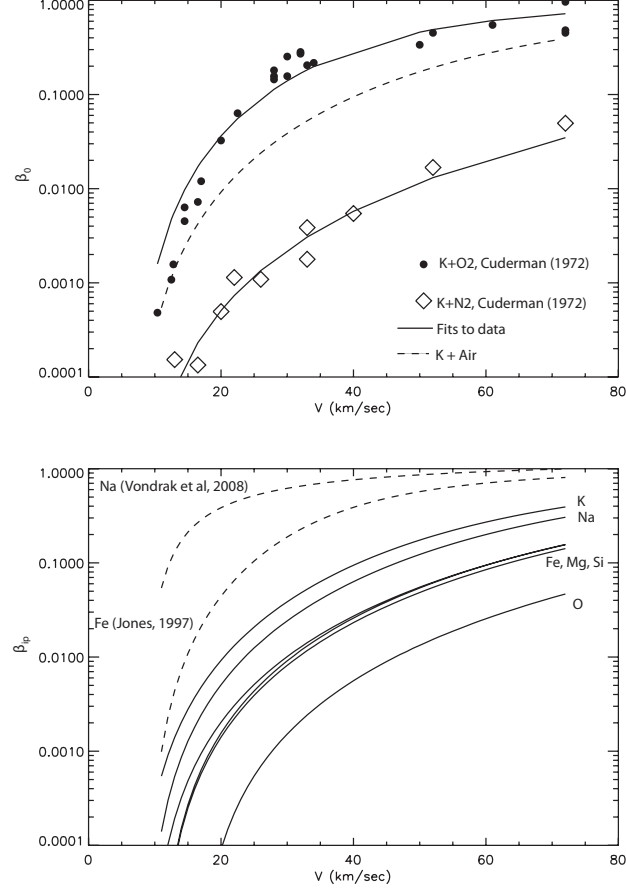 1.0000
0.1000
0.0100
0.0010
0.0001
β0
0 20 40 60 80
V (km/sec)
K+O2, Cuderman (1972)
K+N2, Cuderman (1972)
Fits to data
K + Air
1.0000
0.1000
0.0100
0.0010
0.0001
βip
Na (Vondrak et al, 2008)
Fe (Jones, 1997)
K
Na
Fe, Mg, Si
O
0 20 40 60 80
V (km/sec)